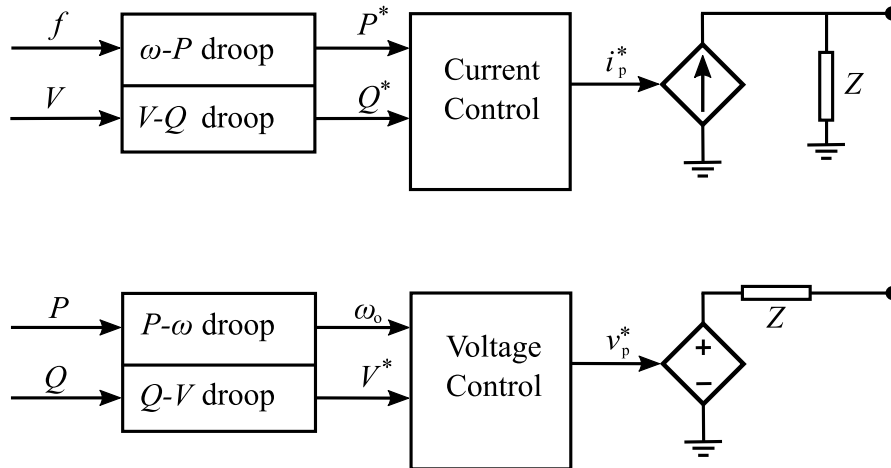 f
ω-P droop
P*
V
V-Q droop
Q*
Current
Control
i*p
Z
P
P-ω droop
ωo
Q
Q-V droop
V*
Voltage
Control
v*p
+
−
Z